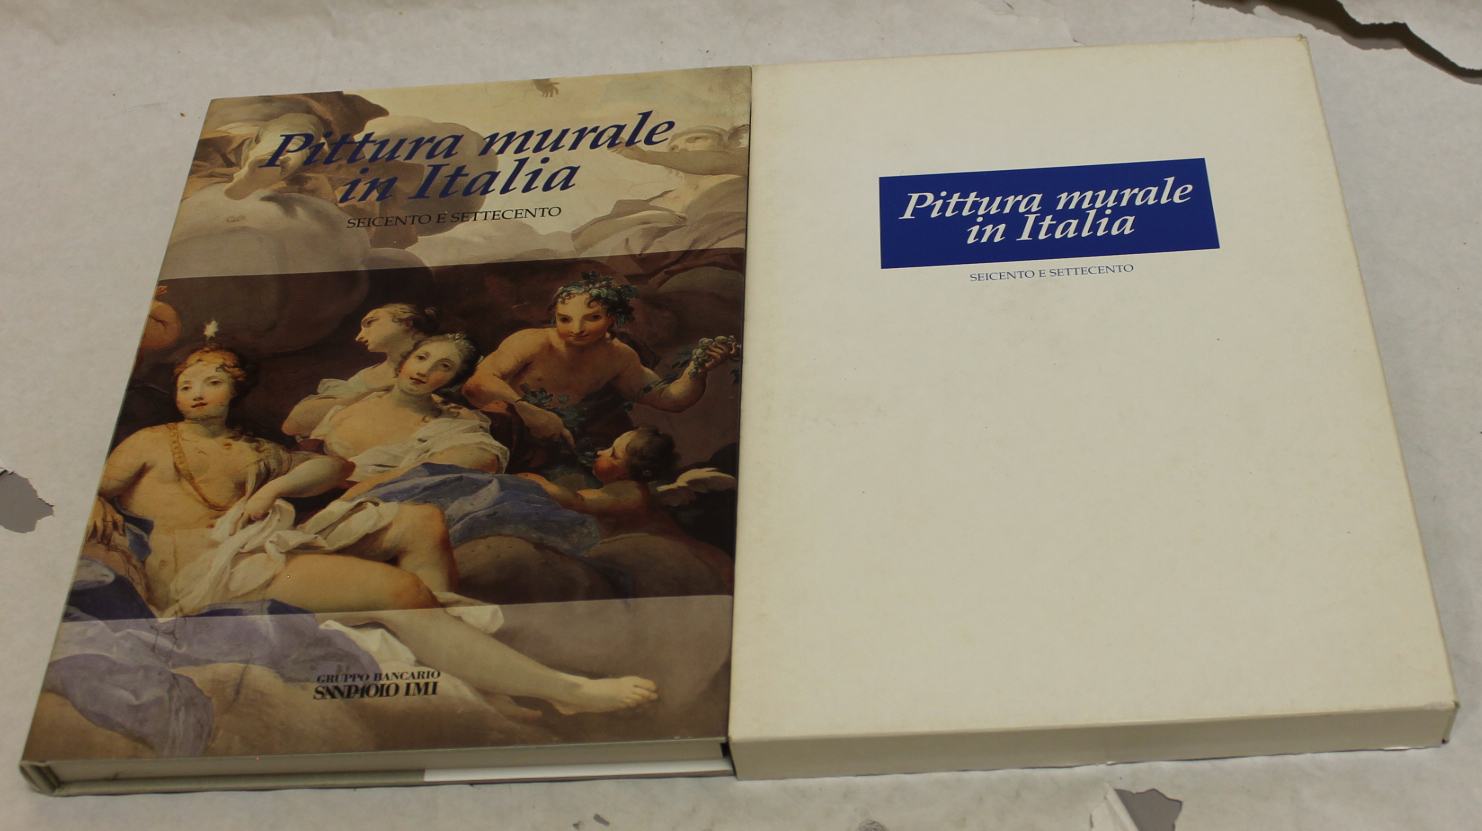 Pittura murale
in Italia
SEICENTO E SETTECENTO
GRUPPO BANCARIO
SANPAOLO IMI
Pittura murale
in Italia
SEICENTO E SETTECENTO